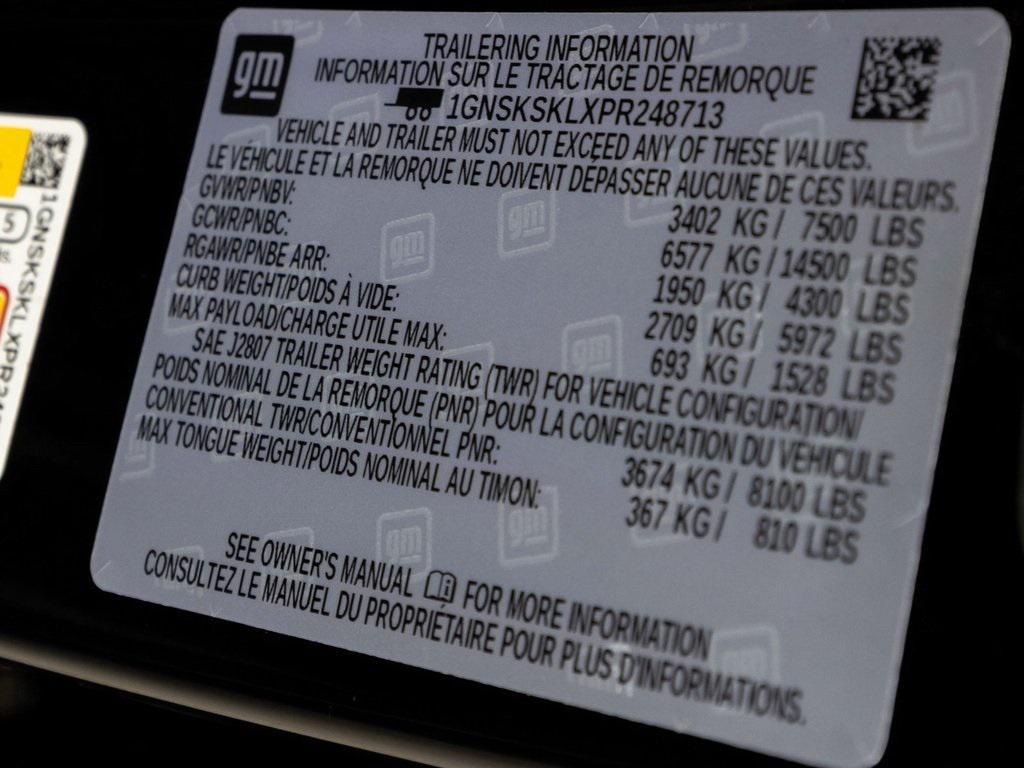 gm
TRAILERING INFORMATION
INFORMATION SUR LE TRACTAGE DE REMORQUE
1GNSKSKLXPR248713
VEHICLE AND TRAILER MUST NOT EXCEED ANY OF THESE VALUES.
LE VÉHICULE ET LA REMORQUE NE DOIVENT DÉPASSER AUCUNE DE CES VALEURS.
GVWR/PNBV: 3402 KG / 7500 LBS
GCWR/PNBC: 6577 KG / 14500 LBS
RGAWR/PNBE ARR: 1950 KG / 4300 LBS
CURB WEIGHT/POIDS À VIDE: 2709 KG / 5972 LBS
MAX PAYLOAD/CHARGE UTILE MAX: 693 KG / 1528 LBS
SAE J2807 TRAILER WEIGHT RATING (TWR) FOR VEHICLE CONFIGURATION/
POIDS NOMINAL DE LA REMORQUE (PNR) POUR LA CONFIGURATION DU VÉHICULE
CONVENTIONAL TWR/CONVENTIONNEL PNR: 3674 KG / 8100 LBS
MAX TONGUE WEIGHT/POIDS NOMINAL AU TIMON: 367 KG / 810 LBS
SEE OWNER'S MANUAL FOR MORE INFORMATION
CONSULTEZ LE MANUEL DU PROPRIÉTAIRE POUR PLUS D'INFORMATIONS.
5
1GNSKSKLXPR24